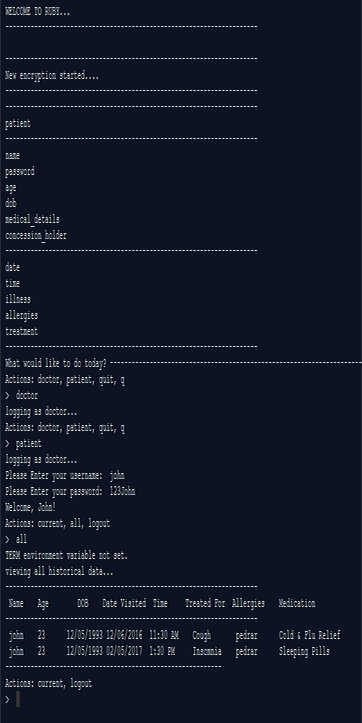 WELCOME TO RUBY...
----------------------------------------------------------------------
----------------------------------------------------------------------
New encryption started....
----------------------------------------------------------------------
----------------------------------------------------------------------
patient
----------------------------------------------------------------------
name
password
age
dob
medical_details
concession_holder
----------------------------------------------------------------------
date
time
illness
allergies
treatment
----------------------------------------------------------------------
What would like to do today? ----------------------------------------------------------------------
Actions: doctor, patient, quit, q
> doctor
logging as doctor...
Actions: doctor, patient, quit, q
> patient
logging as doctor...
Please Enter your username: john
Please Enter your password: 123John
Welcome, John!
Actions: current, all, logout
> all
TERM environment variable not set.
viewing all historical data...
----------------------------------------------------------------------
Name Age DOB Date Visited Time Treated For Allergies Medication
----------------------------------------------------------------------
john 23 12/05/1993 12/06/2016 11:30 AM Cough pedrar Cold & Flu Relief
john 23 12/05/1993 02/05/2017 1:30 PM Insomnia pedrar Sleeping Pills
------------------------------------------------------------
Actions: current, logout
>